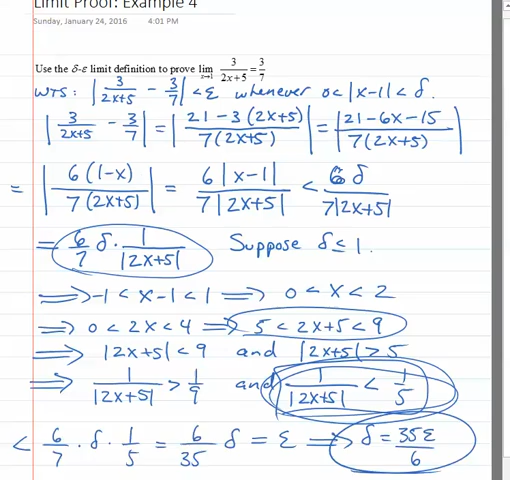 Limit Proof: Example 4
Sunday, January 24, 2016 4:01 PM
Use the δ-ε limit definition to prove lim x→1 3/(2x+5) = 3/7
WTS: |3/(2x+5) - 3/7| < ε whenever 0 < |x-1| < δ.
|3/(2x+5) - 3/7| = |(21-3(2x+5))/(7(2x+5))| = |(21-6x-15)/(7(2x+5))|
= |6(1-x)/(7(2x+5))| = 6|x-1|/(7|2x+5|) < 6δ/(7|2x+5|)
= 6/7 δ · 1/|2x+5| Suppose δ ≤ 1.
⟹ -1 < x-1 < 1 ⟹ 0 < x < 2
⟹ 0 < 2x < 4 ⟹ 5 < 2x+5 < 9
⟹ |2x+5| < 9 and |2x+5| > 5
⟹ 1/|2x+5| > 1/9 and 1/|2x+5| < 1/5
< 6/7 · δ · 1/5 = 6/35 δ = ε ⟹ δ = 35ε/6